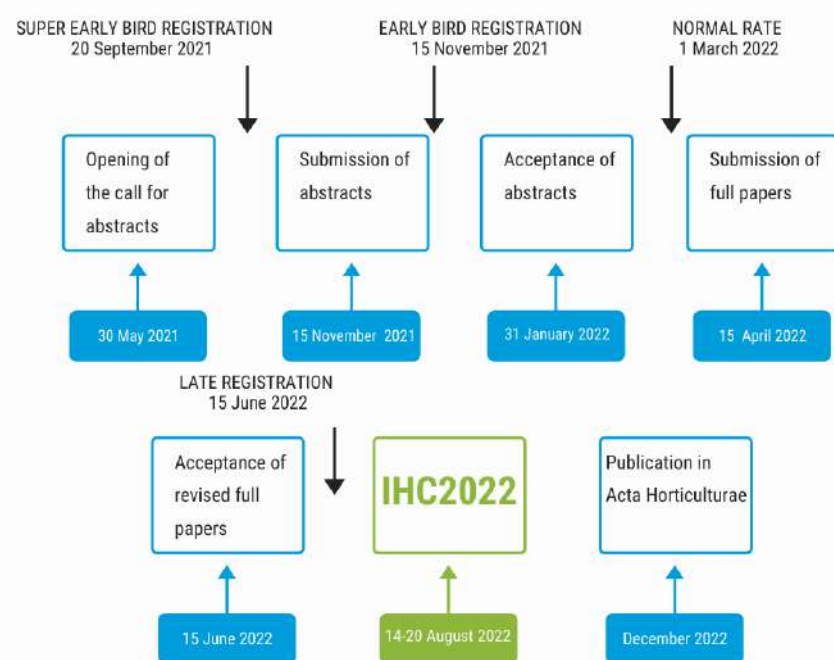 SUPER EARLY BIRD REGISTRATION
20 September 2021
EARLY BIRD REGISTRATION
15 November 2021
NORMAL RATE
1 March 2022
Opening of
the call for
abstracts
Submission of
abstracts
Acceptance of
abstracts
Submission of
full papers
30 May 2021
15 November 2021
31 January 2022
15 April 2022
LATE REGISTRATION
15 June 2022
Acceptance of
revised full
papers
IHC2022
Publication in
Acta Horticulturae
15 June 2022
14-20 August 2022
December 2022